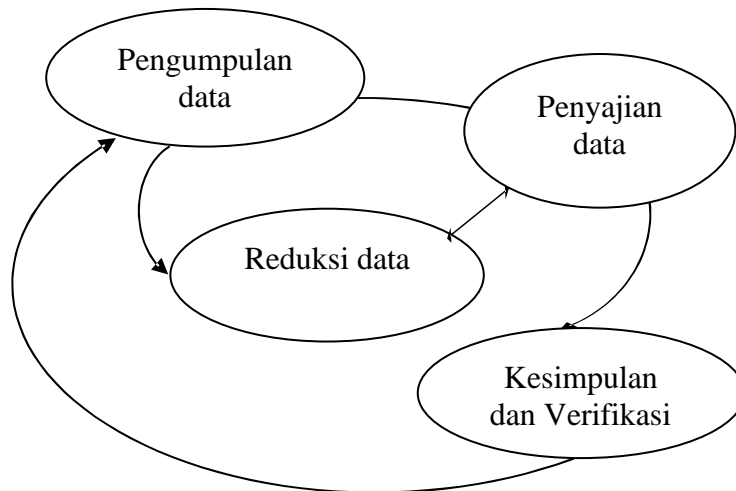 Pengumpulan
data
Penyajian
data
Reduksi data
Kesimpulan
dan Verifikasi